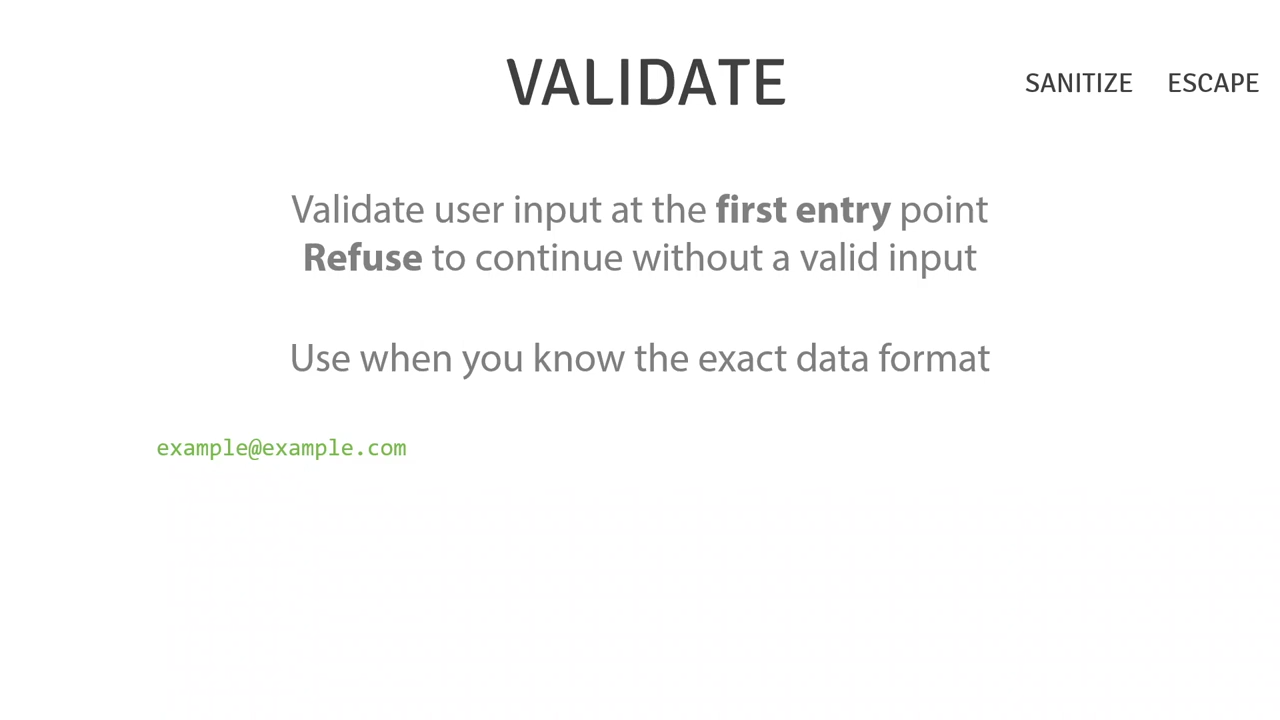 VALIDATE
SANITIZE ESCAPE
Validate user input at the first entry point
Refuse to continue without a valid input
Use when you know the exact data format
example@example.com